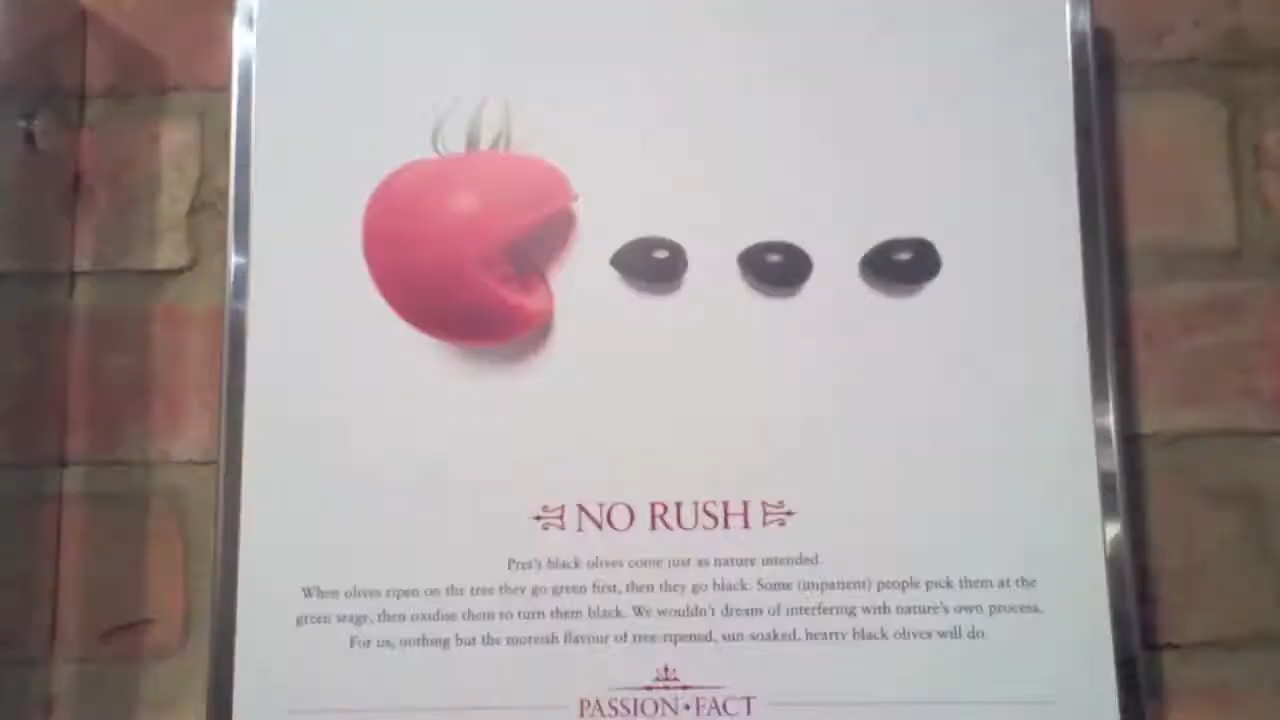 NO RUSH
Pret's black olives come just as nature intended.
When olives ripen on the tree they go green first, then they go black. Some (impatient) people pick them at the
green stage, then oxidise them to turn them black. We wouldn't dream of interfering with nature's own process.
For us, nothing but the moreish flavour of tree-ripened, sun-soaked, hearty black olives will do.
PASSION • FACT